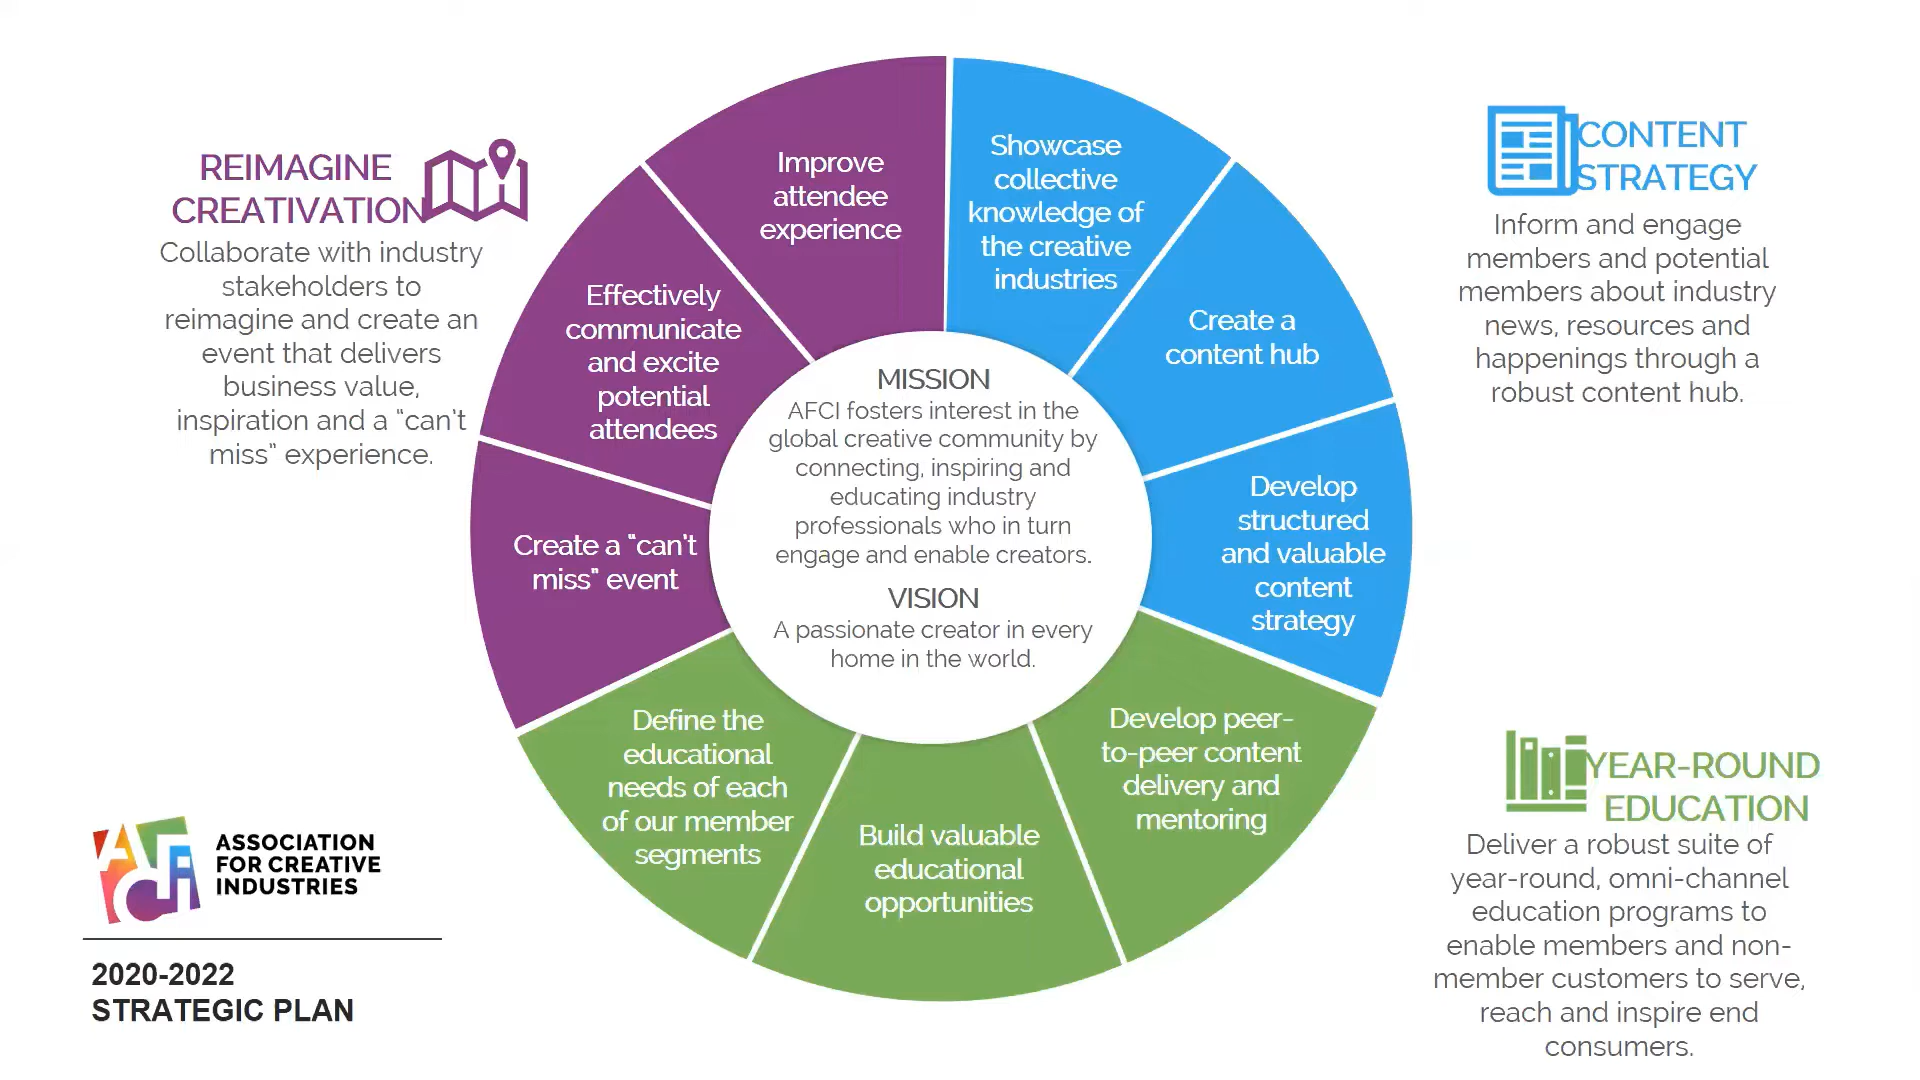 REIMAGINE
CREATIVATION
Collaborate with industry
stakeholders to
reimagine and create an
event that delivers
business value,
inspiration and a “can’t
miss” experience.
Improve
attendee
experience
Effectively
communicate
and excite
potential
attendees
Create a “can’t
miss” event
Showcase
collective
knowledge of
the creative
industries
Create a
content hub
Develop
structured
and valuable
content
strategy
MISSION
AFCI fosters interest in the
global creative community by
connecting, inspiring and
educating industry
professionals who in turn
engage and enable creators.
VISION
A passionate creator in every
home in the world.
Define the
educational
needs of each
of our member
segments
Build valuable
educational
opportunities
Develop peer-
to-peer content
delivery and
mentoring
CONTENT
STRATEGY
Inform and engage
members and potential
members about industry
news, resources and
happenings through a
robust content hub.
YEAR-ROUND
EDUCATION
Deliver a robust suite of
year-round, omni-channel
education programs to
enable members and non-
member customers to serve,
reach and inspire end
consumers.
AFCI
ASSOCIATION
FOR CREATIVE
INDUSTRIES
2020-2022
STRATEGIC PLAN